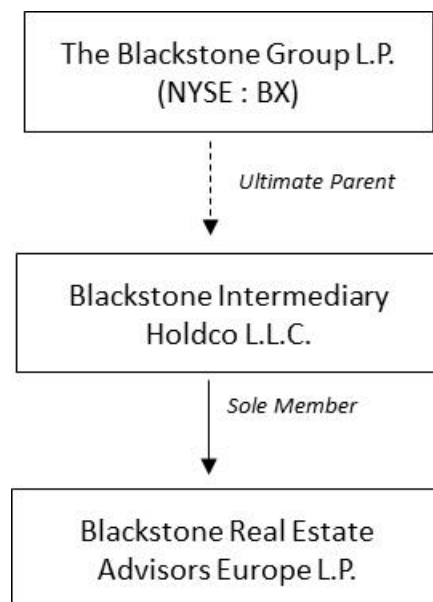 The Blackstone Group L.P.
(NYSE : BX)
Ultimate Parent
Blackstone Intermediary
Holdco L.L.C.
Sole Member
Blackstone Real Estate
Advisors Europe L.P.